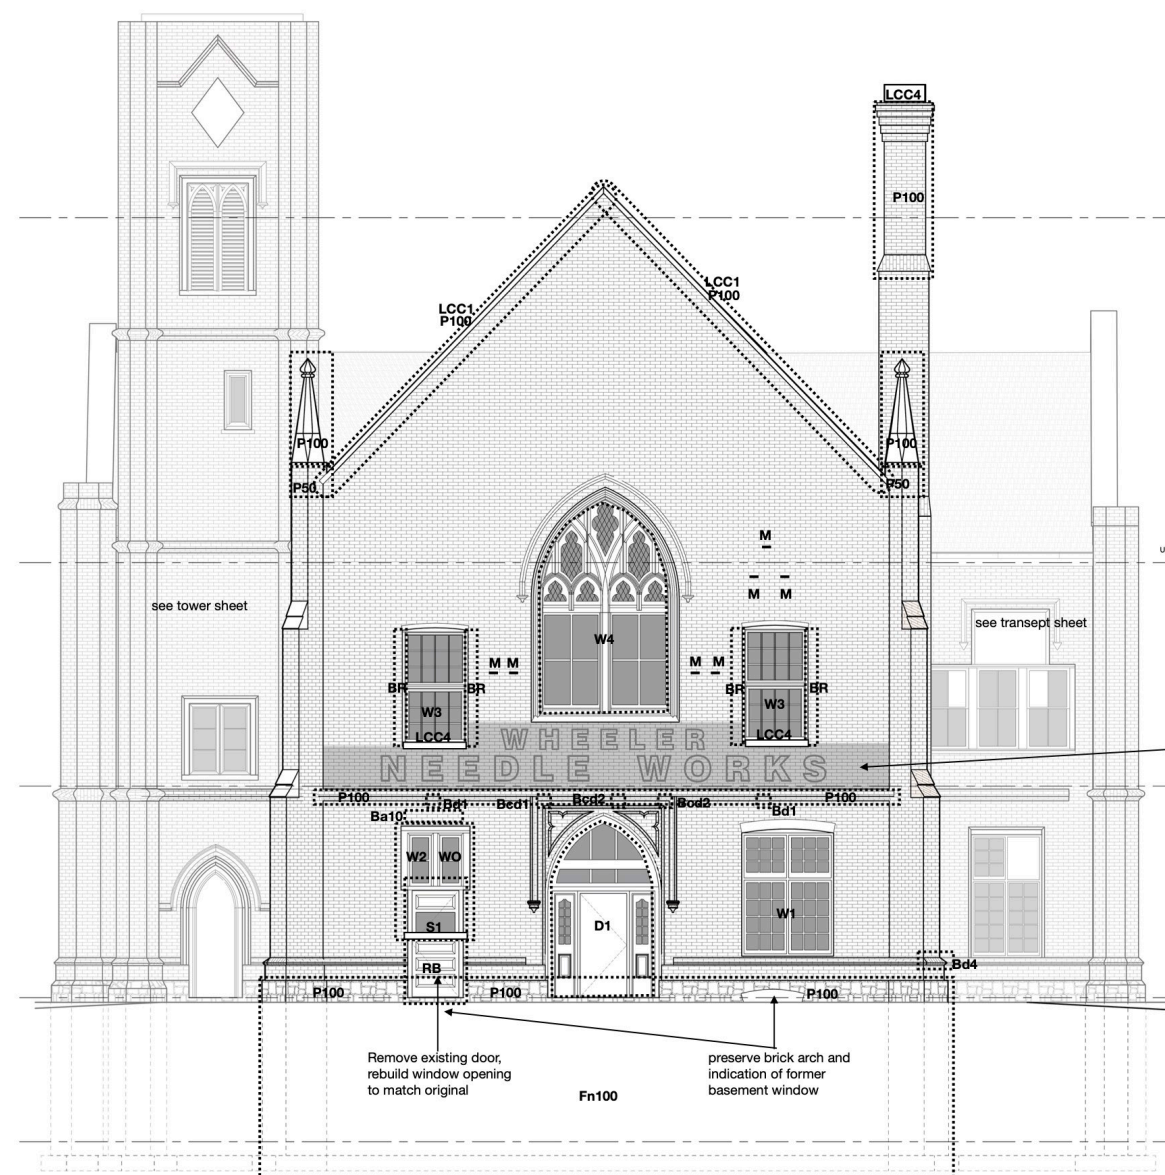 LCC4
P100
LCC1
P100
LCC1
P100
P100
P50
P100
P50
M
M M
see tower sheet
see transept sheet
W4
M M
M M
BR
BR
BR
BR
W3
W3
LCC4
LCC4
WHEELER
NEEDLE WORKS
P100
Bd1
Bcd1
Bcd2
Bcd2
P100
Bd1
Ba10
W2
WO
W1
S1
D1
RB
Bd4
P100
P100
P100
Remove existing door,
rebuild window opening
to match original
preserve brick arch and
indication of former
basement window
Fn100